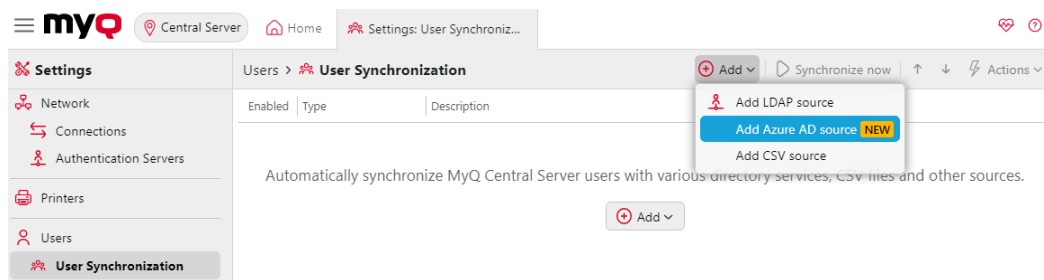 myQ Central Server Home Settings: User Synchroniz...
Settings Users > User Synchronization Add Synchronize now Actions
Network Enabled Type Description Add LDAP source
Connections Add Azure AD source NEW
Authentication Servers Add CSV source
Automatically synchronize MyQ Central Server users with various directory services, CSV files and other sources.
Printers
Add
Users
User Synchronization